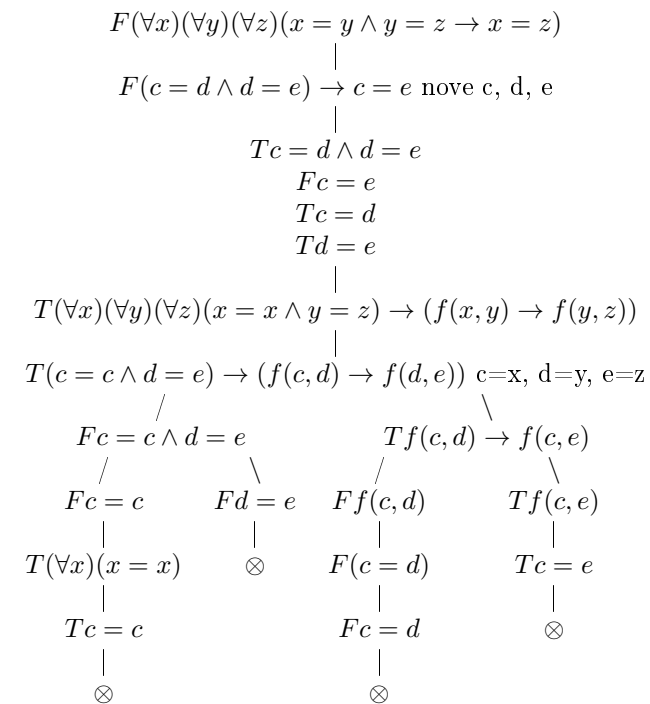 F(∀x)(∀y)(∀z)(x = y ∧ y = z → x = z)
F(c = d ∧ d = e) → c = e nove c, d, e
Tc = d ∧ d = e
Fc = e
Tc = d
Td = e
T(∀x)(∀y)(∀z)(x = x ∧ y = z) → (f(x, y) → f(y, z))
T(c = c ∧ d = e) → (f(c, d) → f(d, e)) c=x, d=y, e=z
Fc = c ∧ d = e Tf(c, d) → f(c, e)
Fc = c Fd = e Ff(c, d) Tf(c, e)
T(∀x)(x = x) ⊗ F(c = d) Tc = e
Tc = c Fc = d ⊗
⊗ ⊗